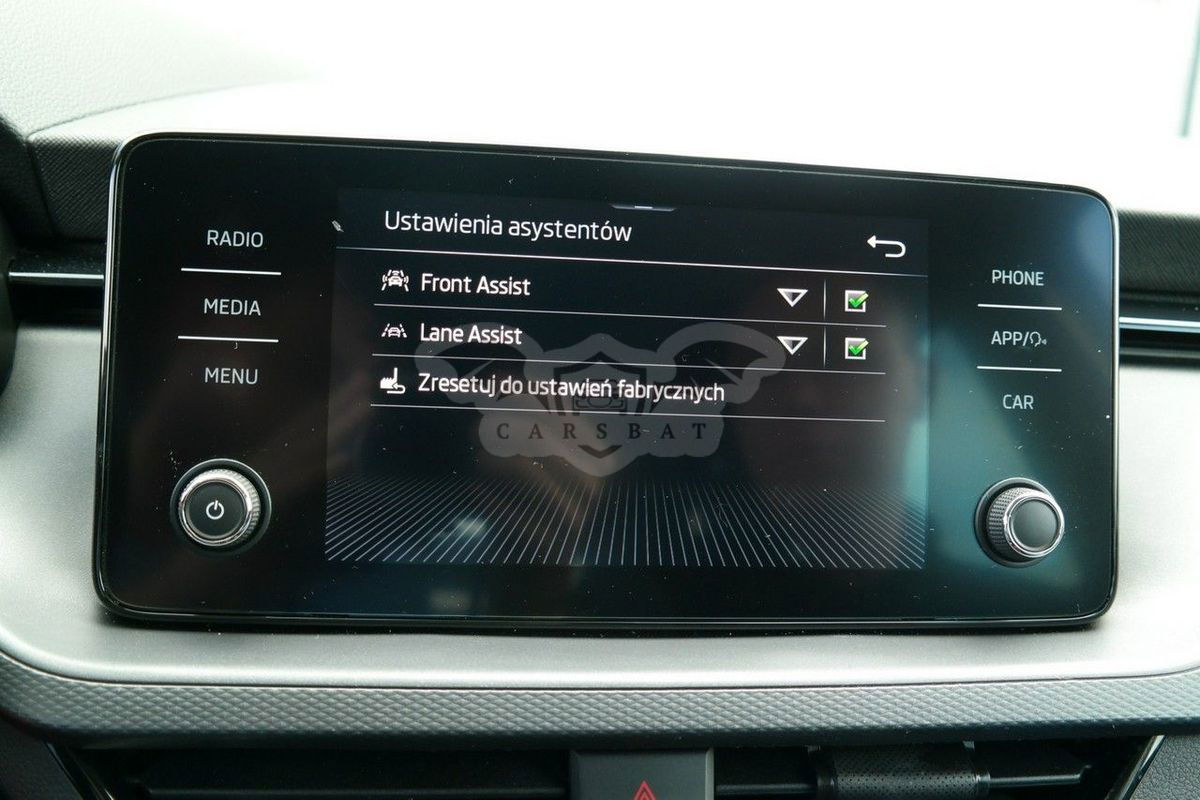 RADIO
MEDIA
MENU
Ustawienia asystentów
Front Assist
Lane Assist
Zresetuj do ustawień fabrycznych
CARSBAT
PHONE
APP/
CAR